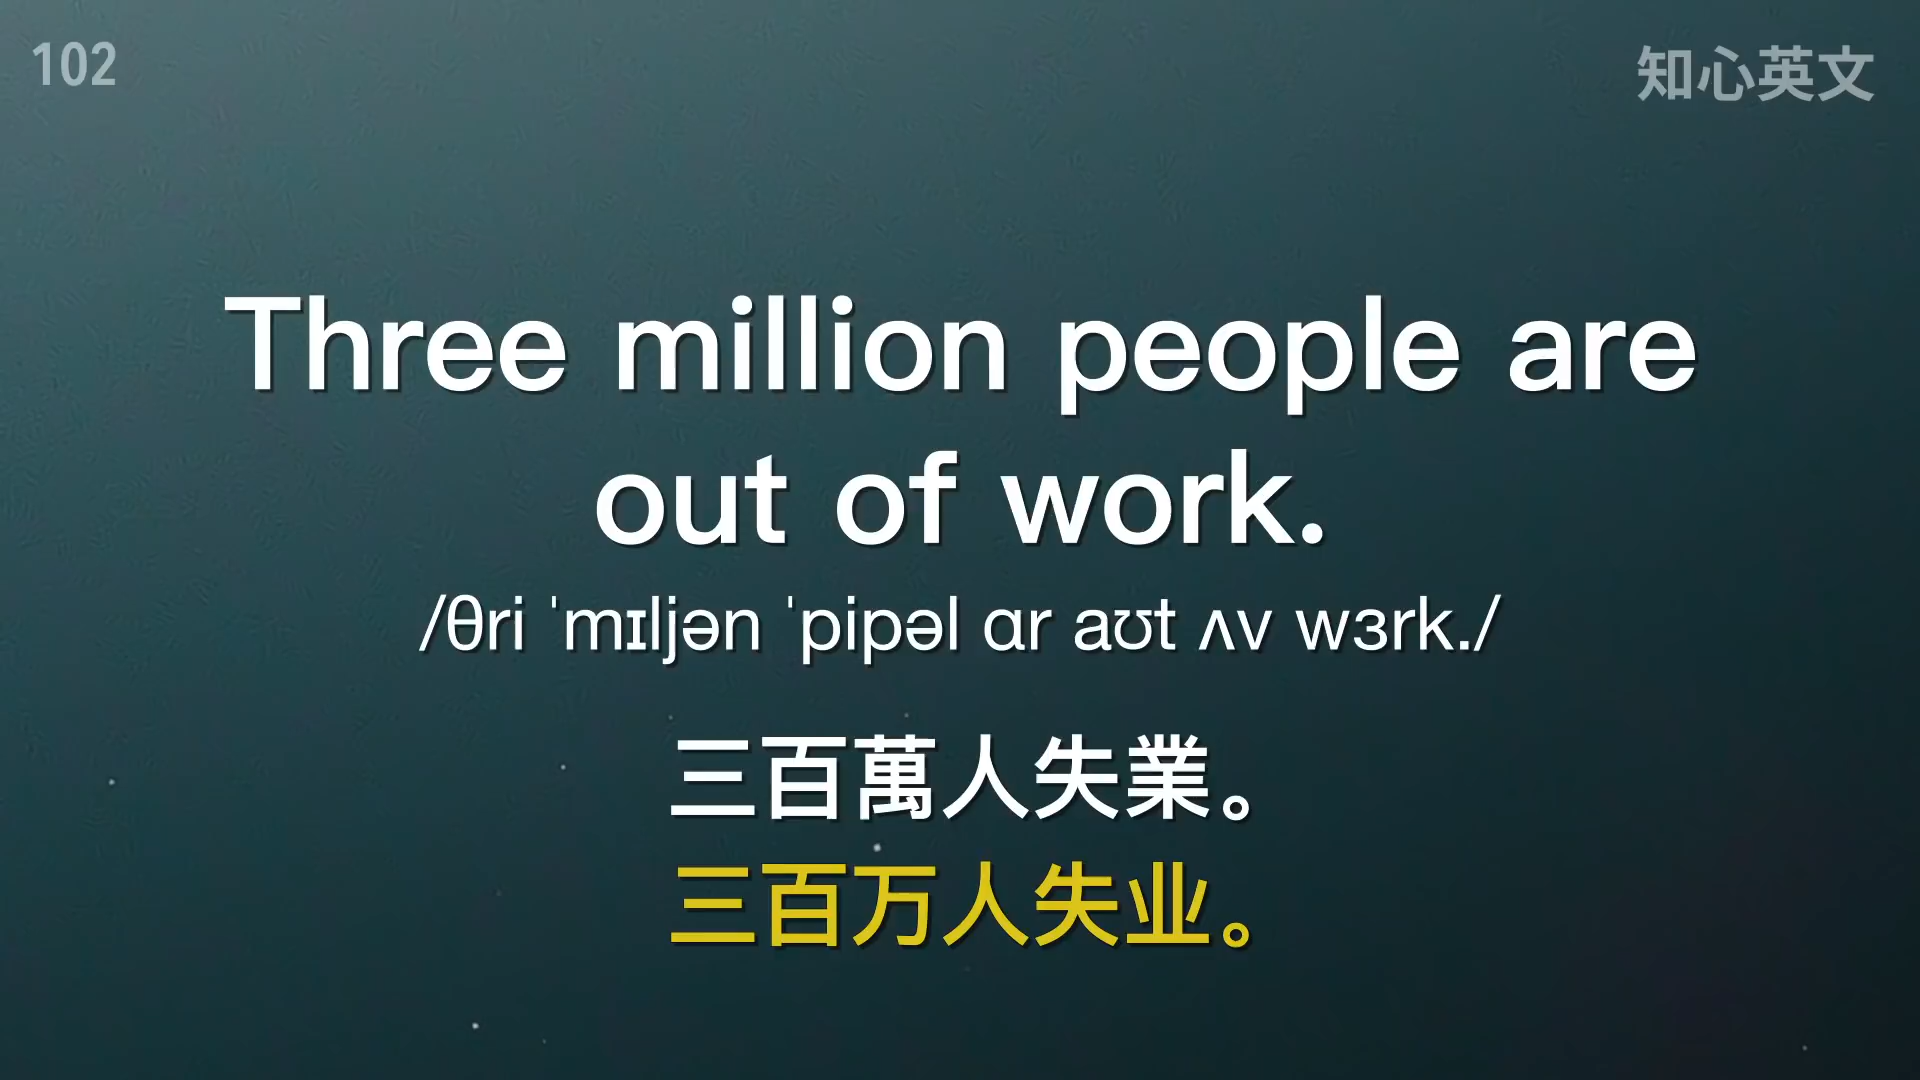 102
知心英文
Three million people are
out of work.
/θri ˈmɪljən ˈpipəl ɑr aʊt ʌv wɜrk./
三百萬人失業。
三百万人失业。